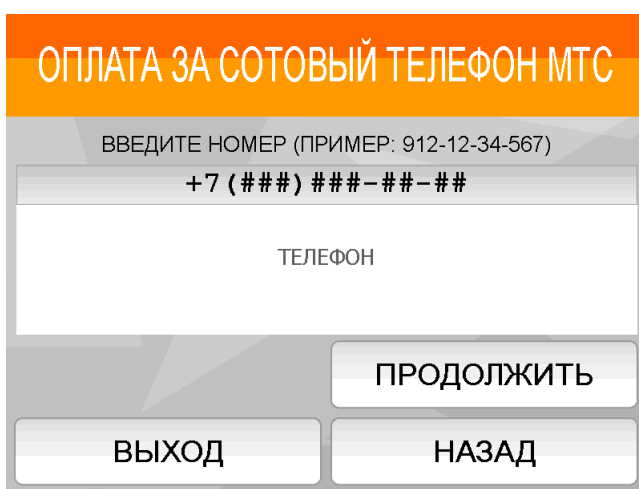 ОПЛАТА ЗА СОТОВЫЙ ТЕЛЕФОН МТС
ВВЕДИТЕ НОМЕР (ПРИМЕР: 912-12-34-567)
+7(###)###-##-##
ТЕЛЕФОН
ПРОДОЛЖИТЬ
ВЫХОД
НАЗАД